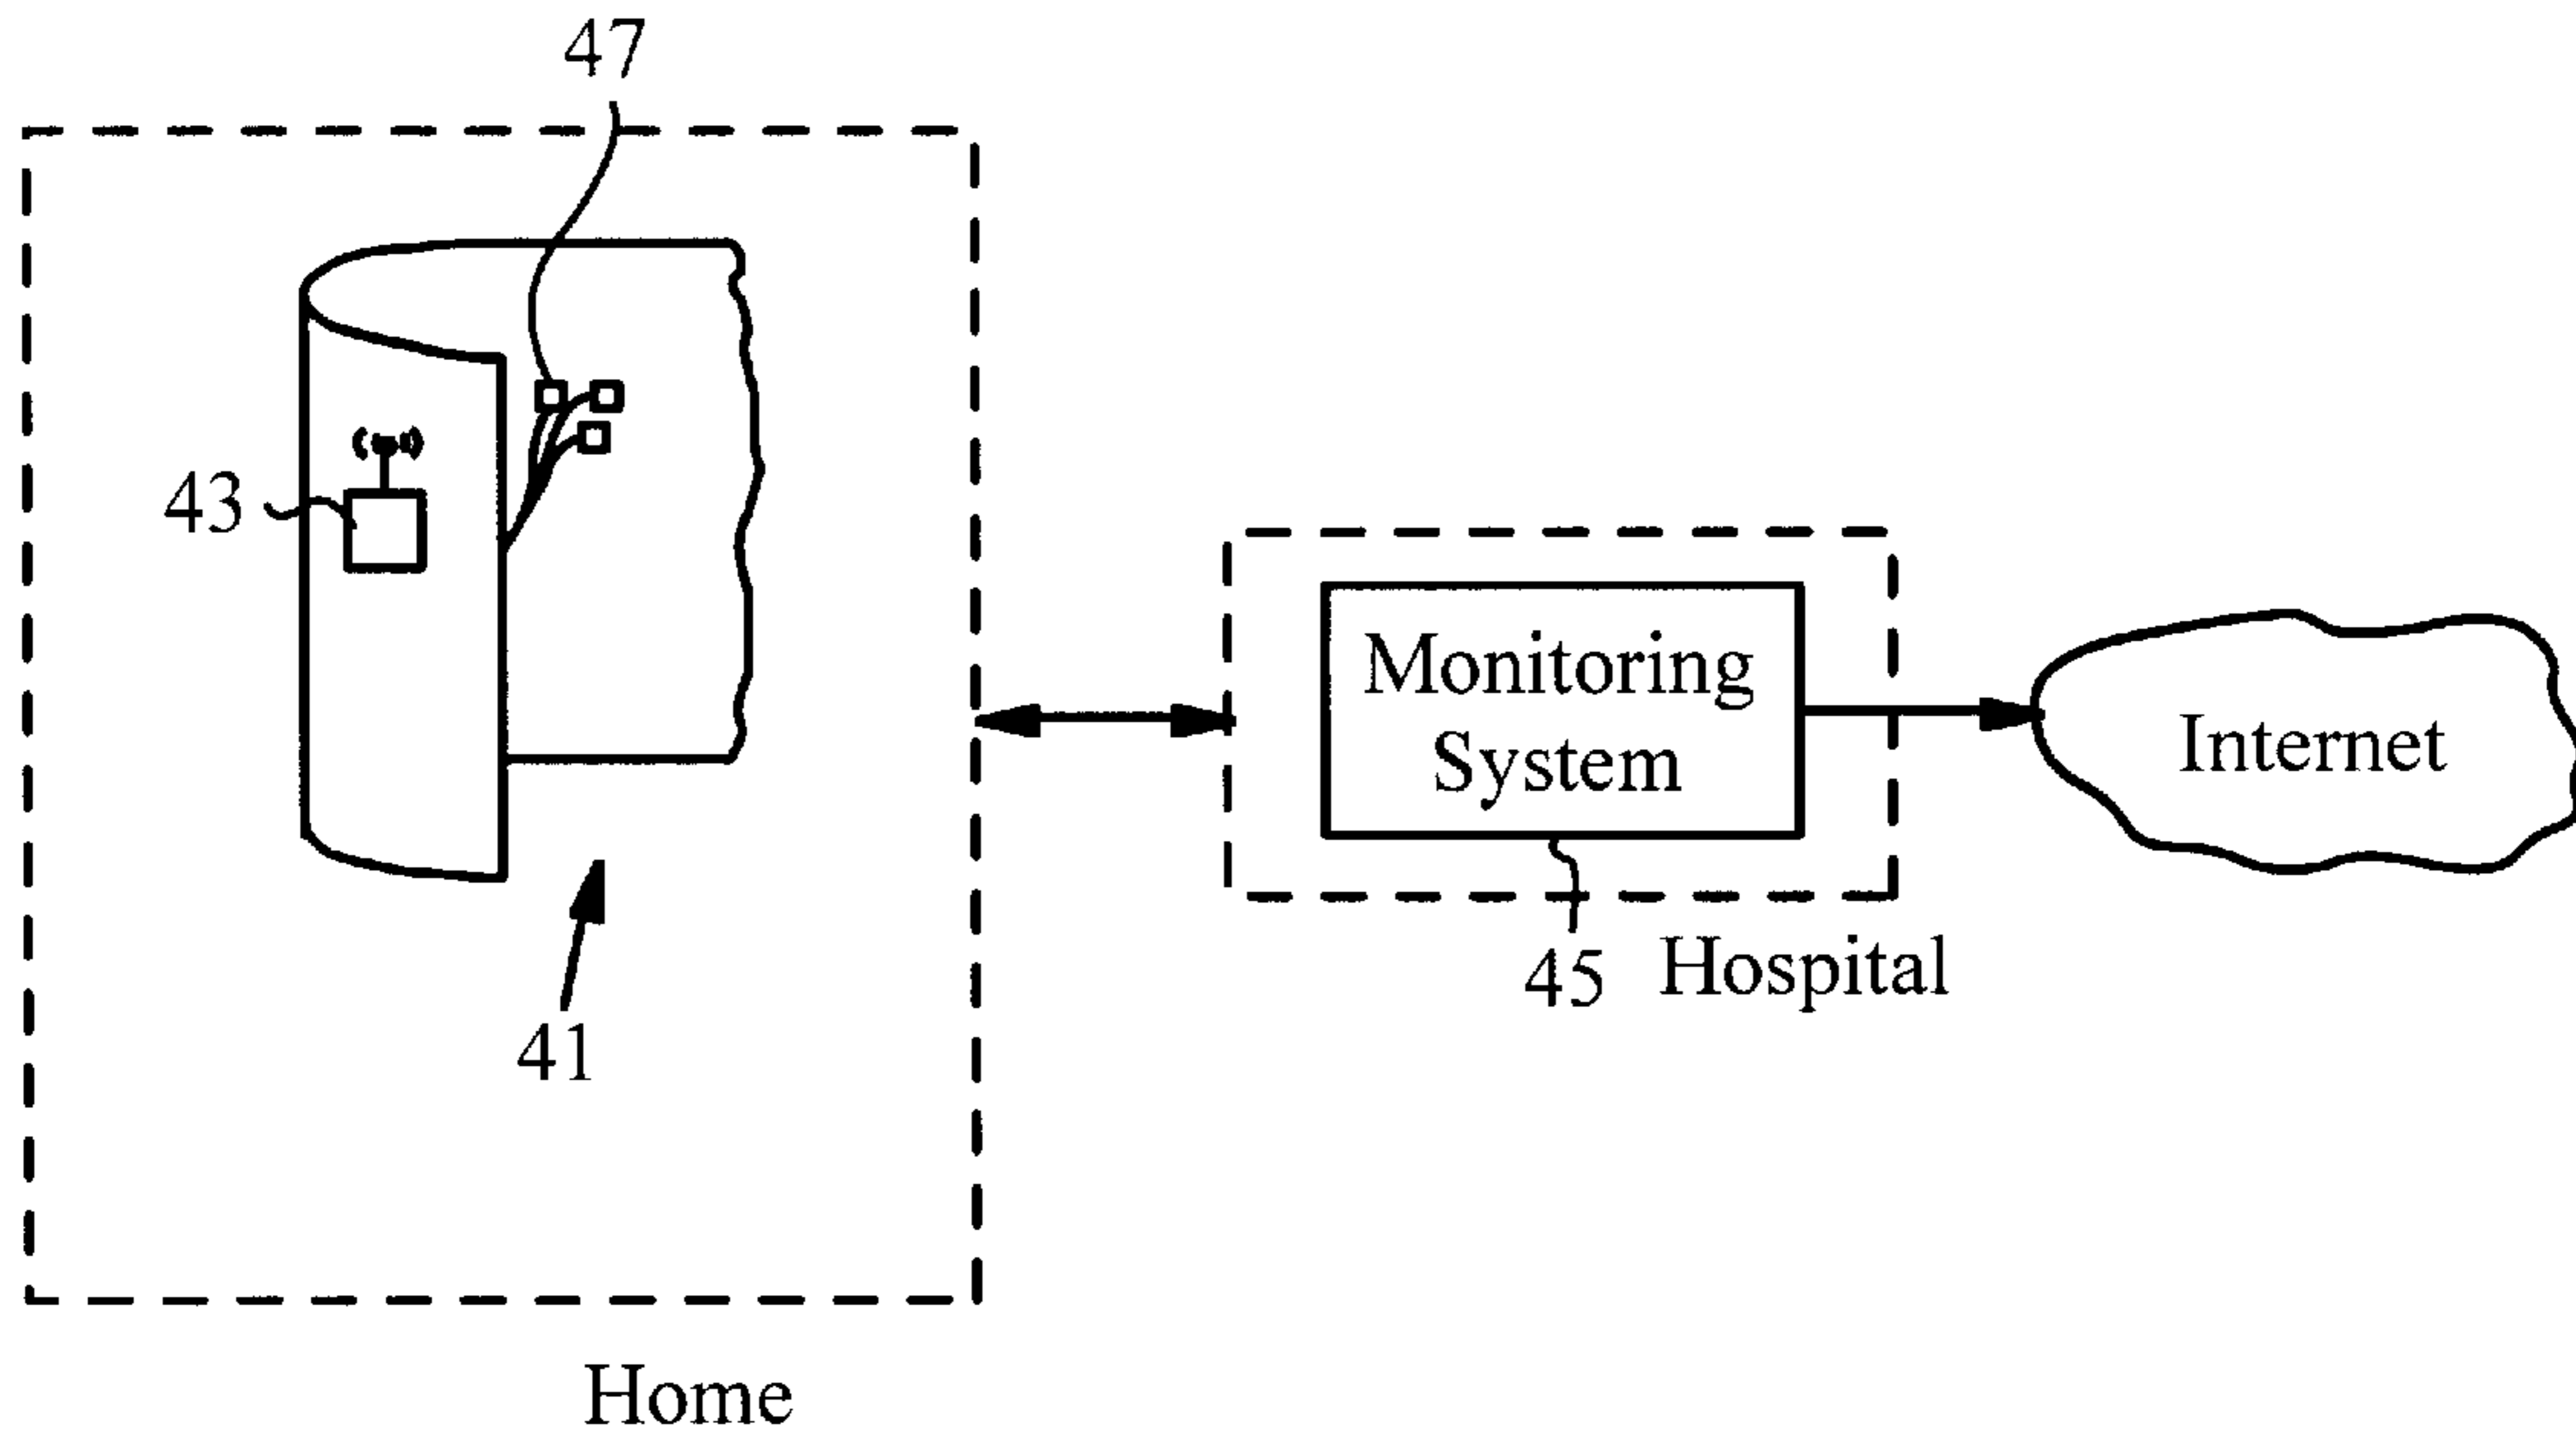 47
43
Monitoring
System
Internet
45
Hospital
41
Home